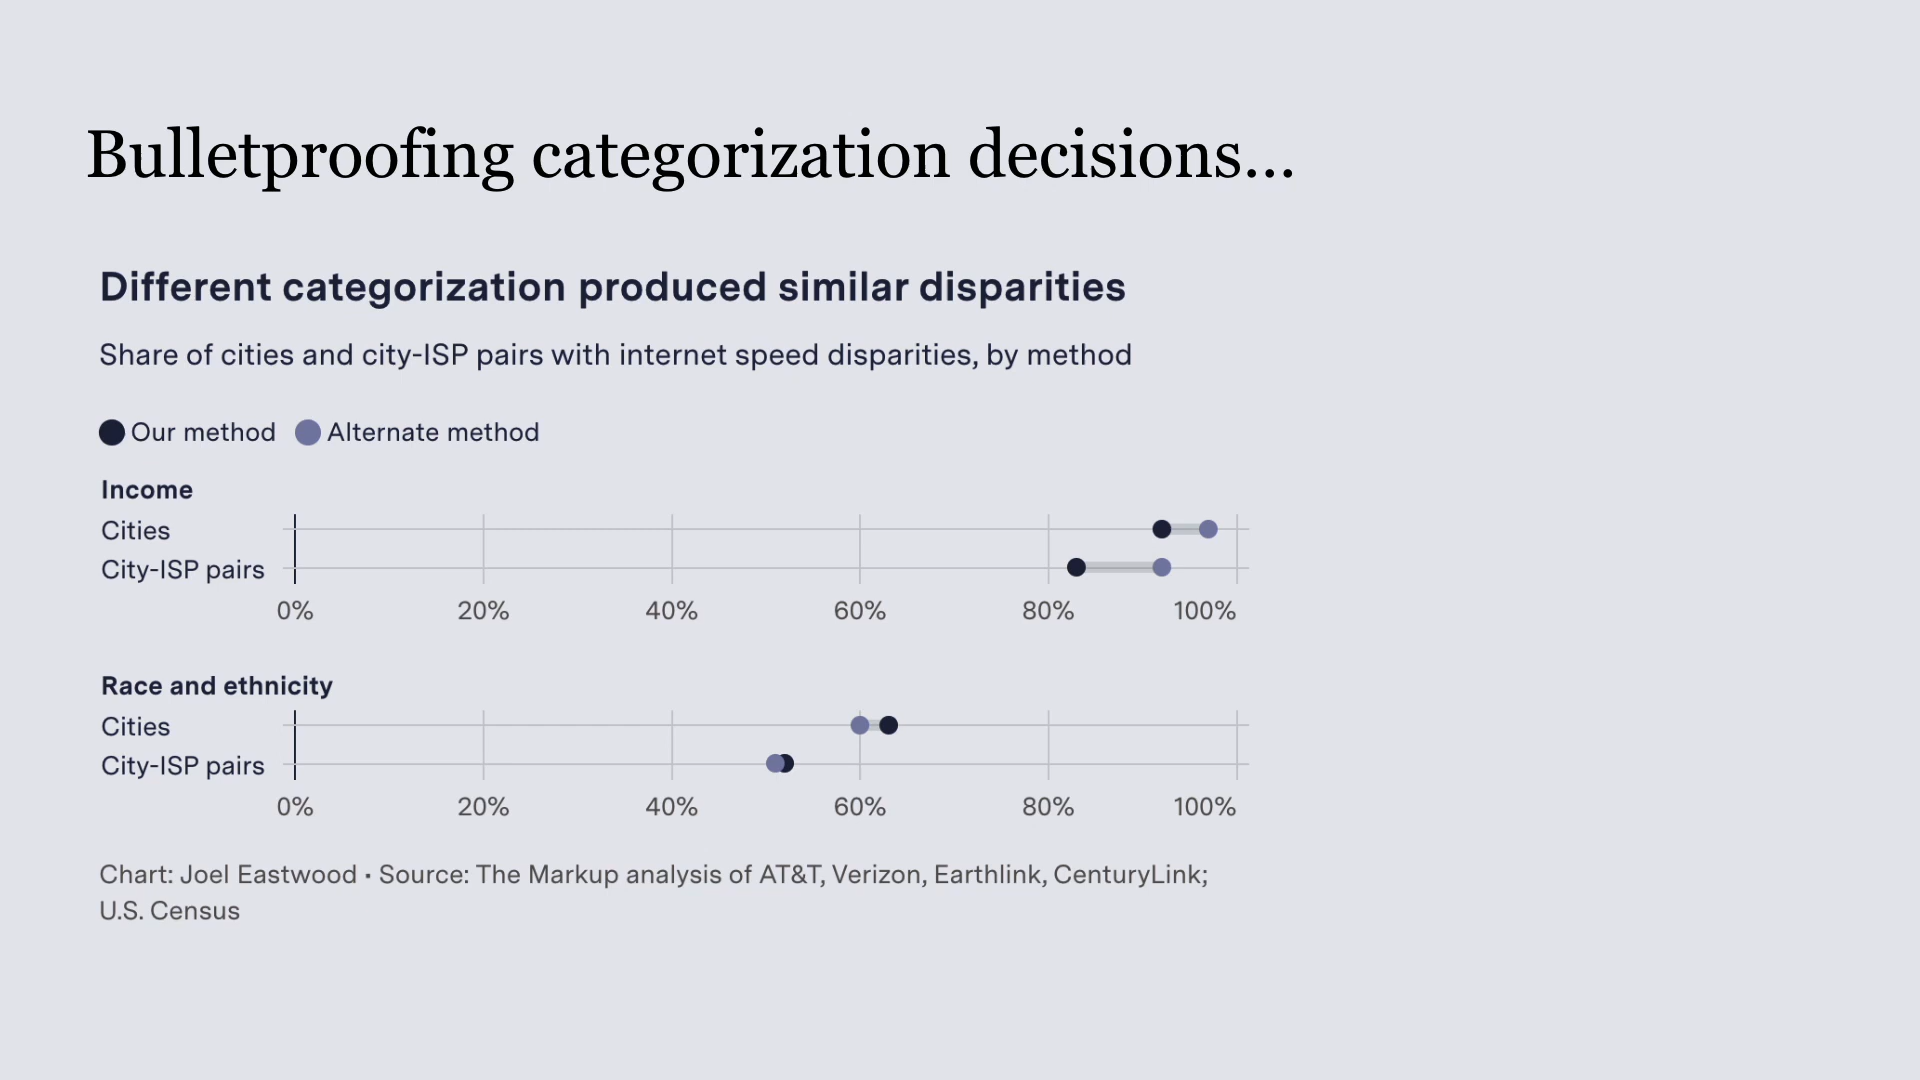 Bulletproofing categorization decisions...
Different categorization produced similar disparities
Share of cities and city-ISP pairs with internet speed disparities, by method
Our method Alternate method
Income
Cities
City-ISP pairs
0% 20% 40% 60% 80% 100%
Race and ethnicity
Cities
City-ISP pairs
0% 20% 40% 60% 80% 100%
Chart: Joel Eastwood • Source: The Markup analysis of AT&T, Verizon, Earthlink, CenturyLink;
U.S. Census